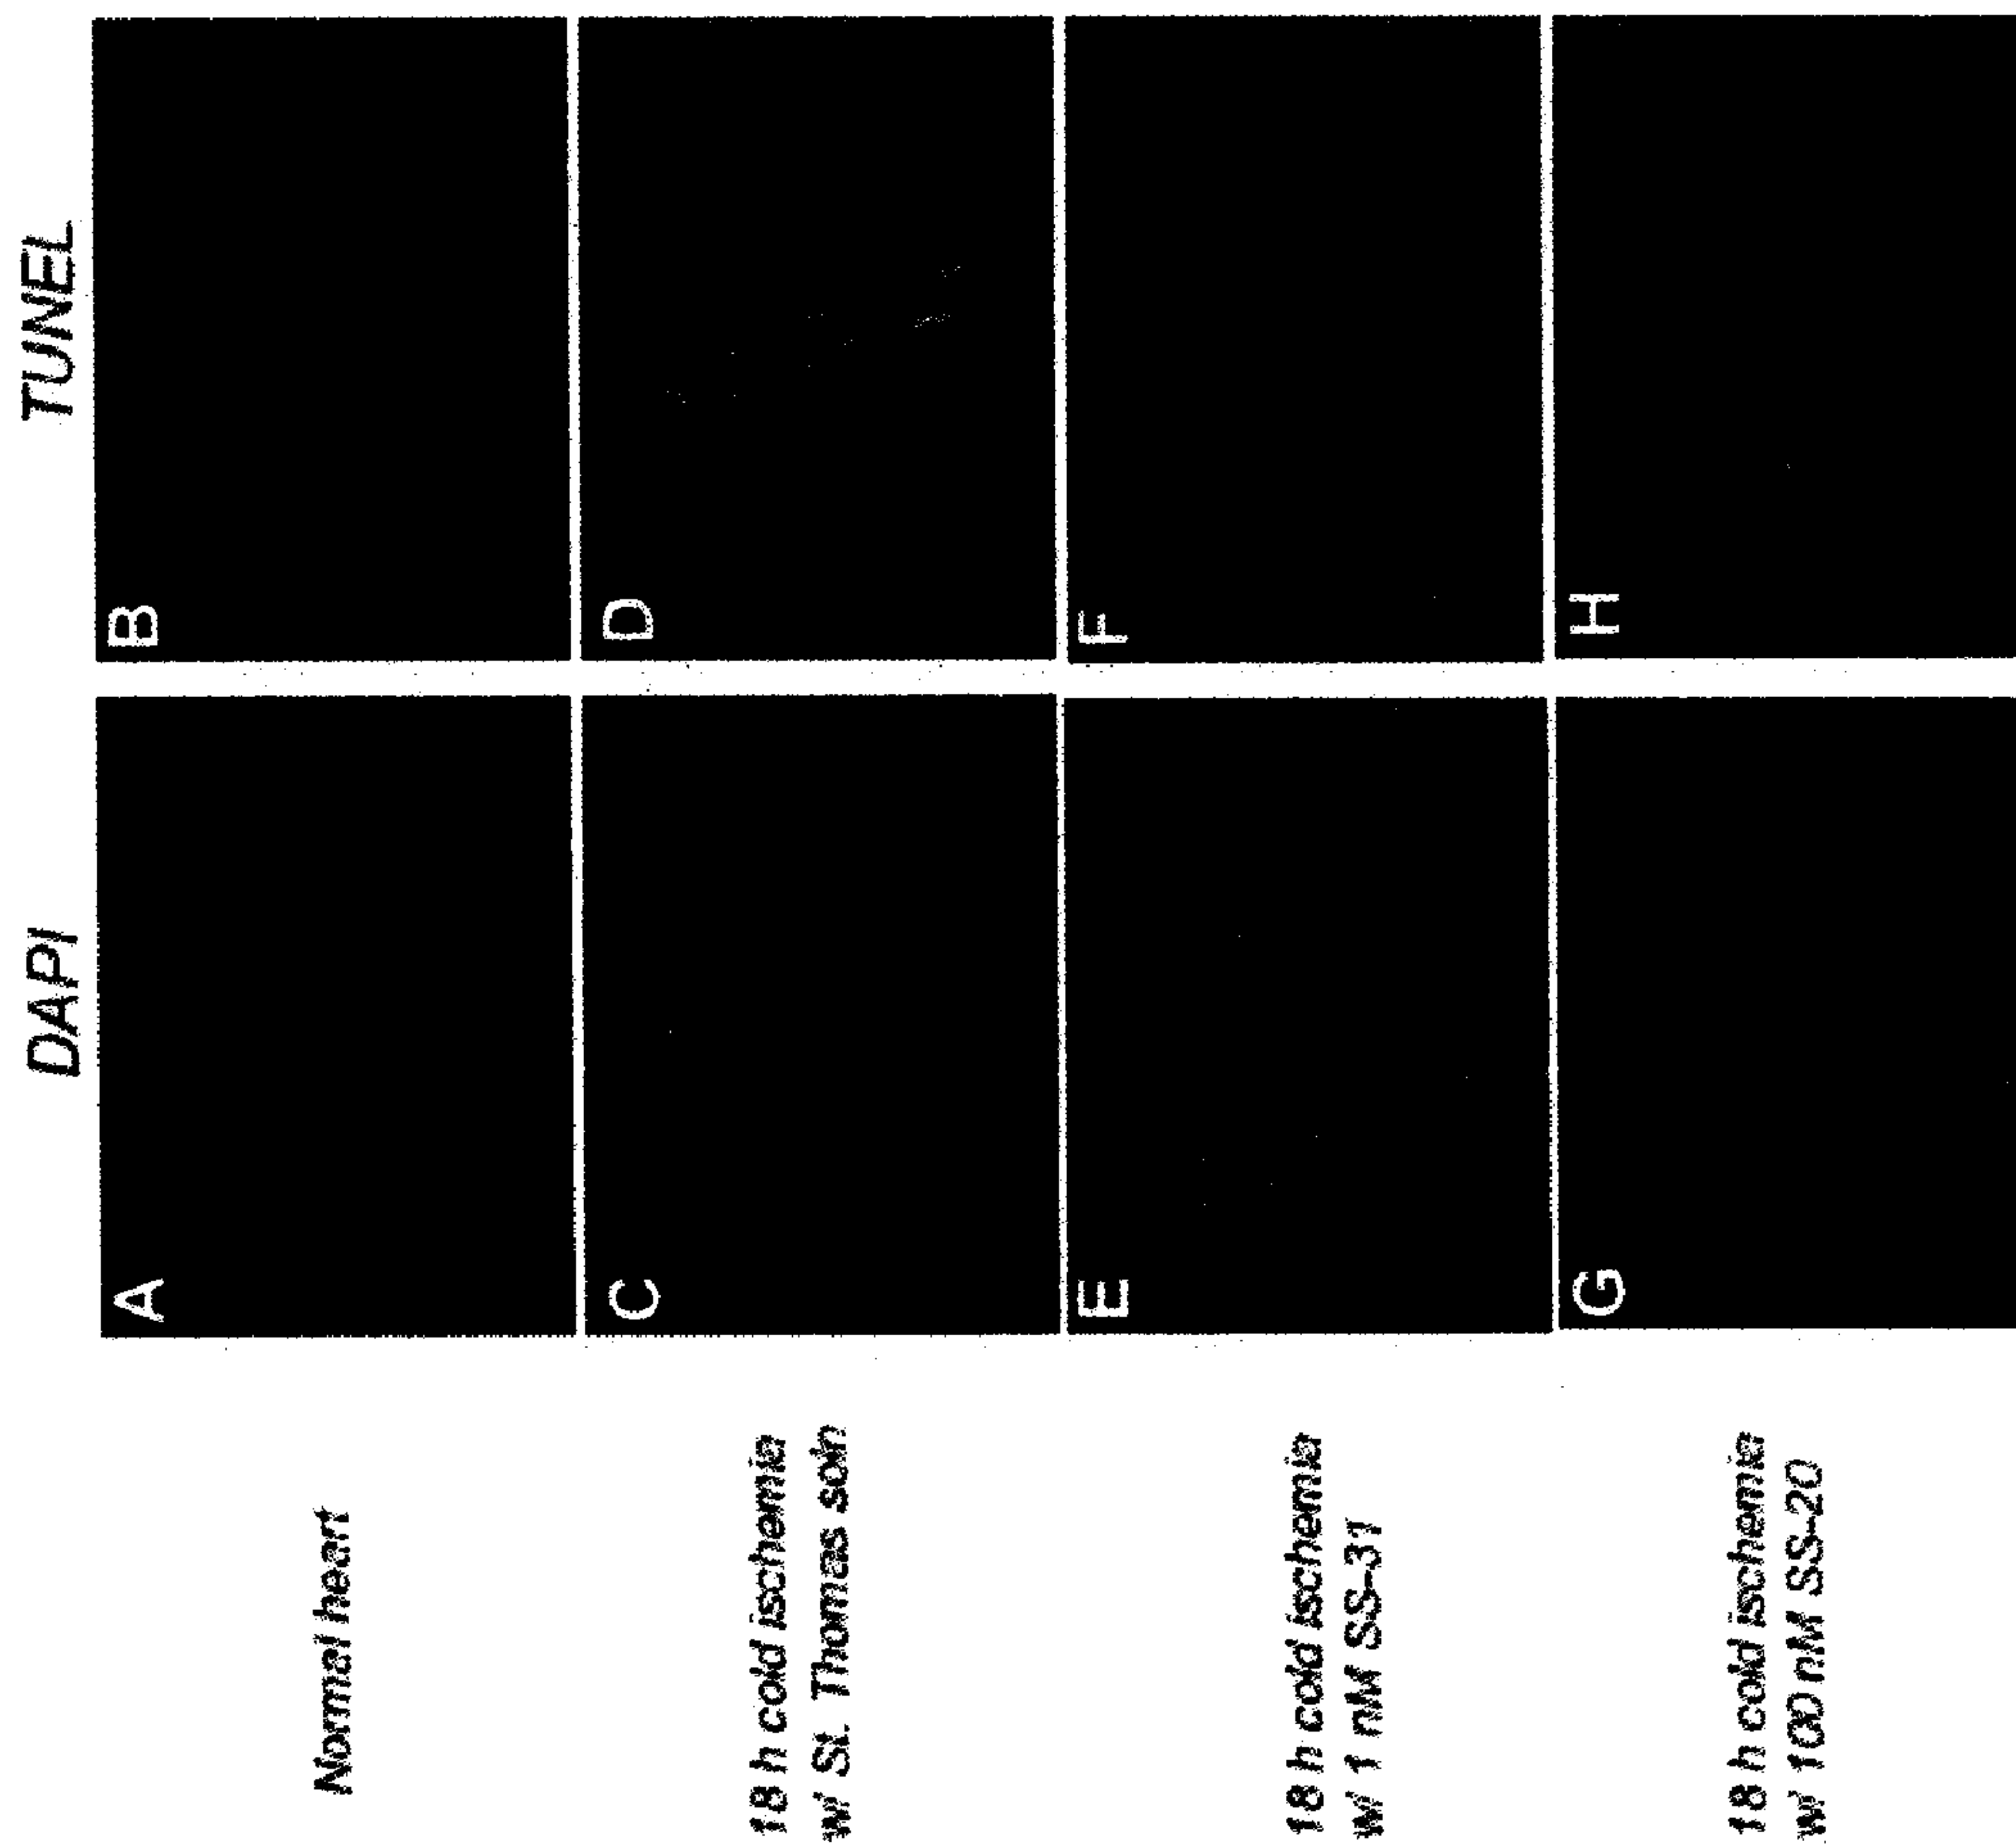 DAPI
TUNEL
Normal heart
A
B
18 h cold ischemia
w/ St. Thomas soln
C
D
18 h cold ischemia
w/ 1 nM SS-31
E
F
18 h cold ischemia
w/ 100 nM SS-20
G
H